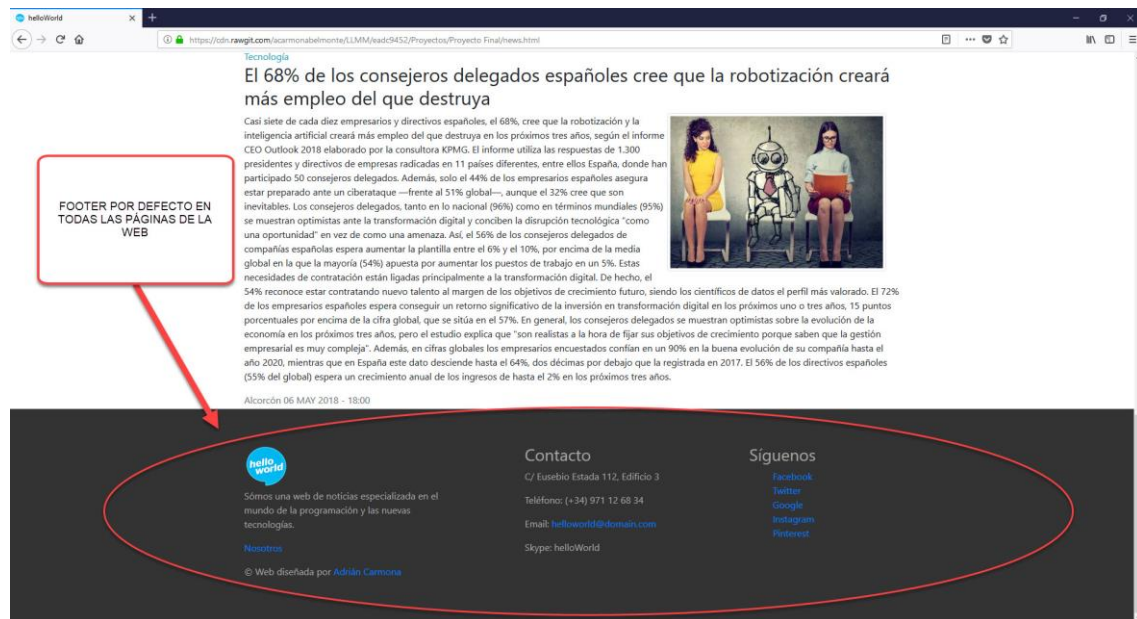 helloWorld
https://cdn.rawgit.com/acarmonabelmonte/LLMM/eadc9452/Proyectos/Proyecto Final/news.html
Tecnología
El 68% de los consejeros delegados españoles cree que la robotización creará
más empleo del que destruya
Casi siete de cada diez empresarios y directivos españoles, el 68%, cree que la robotización y la
inteligencia artificial creará más empleo del que destruya en los próximos tres años, según el informe
CEO Outlook 2018 elaborado por la consultora KPMG. El informe utiliza las respuestas de 1.300
presidentes y directivos de empresas radicadas en 11 países diferentes, entre ellos España, donde han
participado 50 consejeros delegados. Además, solo el 44% de los empresarios españoles asegura
estar preparado ante un ciberataque —frente al 51% global—, aunque el 32% cree que son
inevitables. Los consejeros delegados, tanto en lo nacional (96%) como en términos mundiales (95%)
se muestran optimistas ante la transformación digital y conciben la disrupción tecnológica "como
una oportunidad" en vez de como una amenaza. Así, el 56% de los consejeros delegados de
compañías españolas espera aumentar la plantilla entre el 6% y el 10%, por encima de la media
global en la que la mayoría (54%) apuesta por aumentar los puestos de trabajo en un 5%. Estas
necesidades de contratación están ligadas principalmente a la transformación digital. De hecho, el
54% reconoce estar contratando nuevo talento al margen de los objetivos de crecimiento futuro, siendo los científicos de datos el perfil más valorado. El 72%
de los empresarios españoles espera conseguir un retorno significativo de la inversión en transformación digital en los próximos uno o tres años, 15 puntos
porcentuales por encima de la cifra global, que se sitúa en el 57%. En general, los consejeros delegados se muestran optimistas sobre la evolución de la
economía en los próximos tres años, pero el estudio explica que "son realistas a la hora de fijar sus objetivos de crecimiento porque saben que la gestión
empresarial es muy compleja". Además, en cifras globales los empresarios encuestados confían en un 90% en la buena evolución de su compañía hasta el
año 2020, mientras que en España este dato desciende hasta el 64%, dos décimas por debajo que la registrada en 2017. El 56% de los directivos españoles
(55% del global) espera un crecimiento anual de los ingresos de hasta el 2% en los próximos tres años.
Alcorcón 06 MAY 2018 - 18:00
FOOTER POR DEFECTO EN
TODAS LAS PÁGINAS DE LA
WEB
hello
world
Sómos una web de noticias especializada en el
mundo de la programación y las nuevas
tecnologías.
Nosotros
© Web diseñada por Adrián Carmona
Contacto
C/ Eusebio Estada 112, Edificio 3
Teléfono: (+34) 971 12 68 34
Email: helloworld@domain.com
Skype: helloWorld
Síguenos
Facebook
Twitter
Google
Instagram
Pinterest